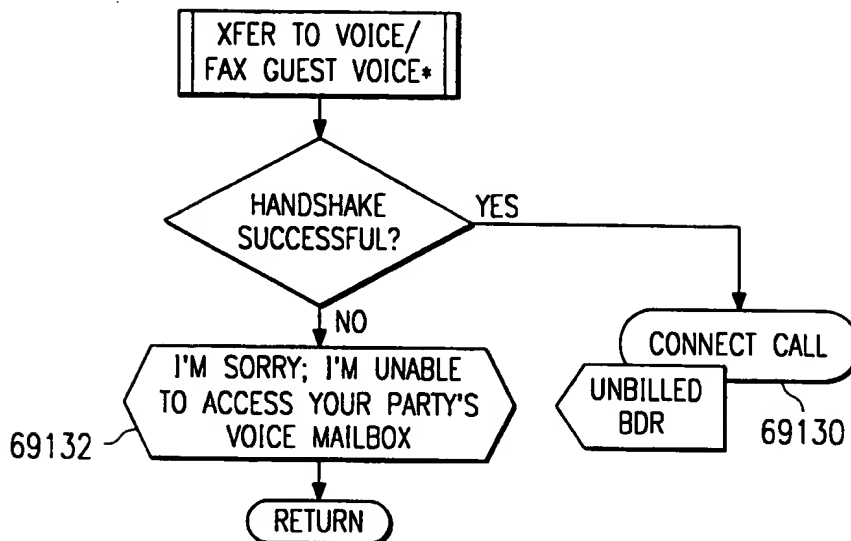 XFER TO VOICE/
FAX GUEST VOICE*
HANDSHAKE
SUCCESSFUL?
YES
NO
I'M SORRY; I'M UNABLE
TO ACCESS YOUR PARTY'S
VOICE MAILBOX
69132
CONNECT CALL
UNBILLED
BDR
69130
RETURN